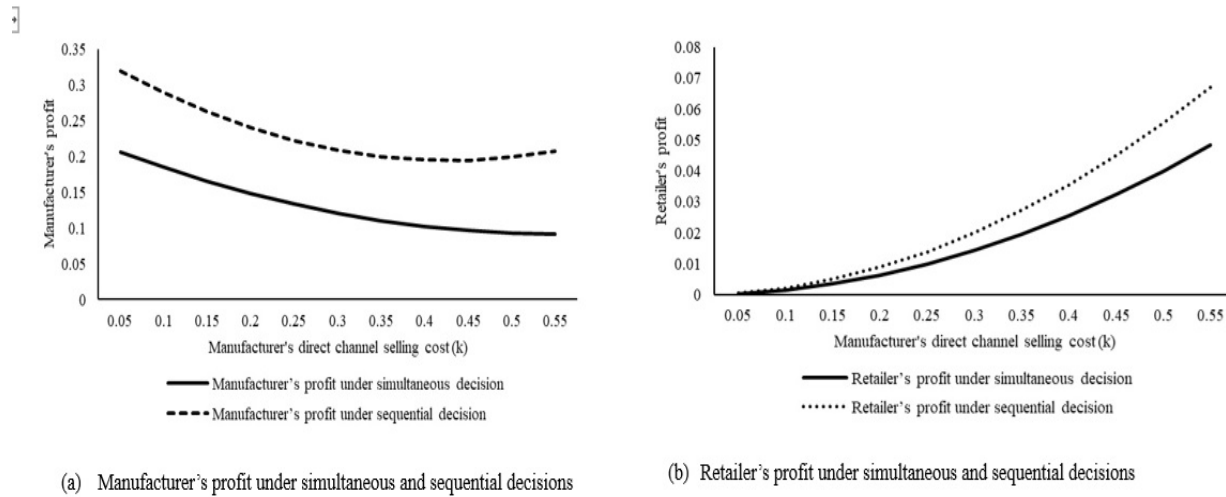 0.35
0.3
0.25
0.2
0.15
0.1
0.05
0
Manufacturer's profit
0.05 0.1 0.15 0.2 0.25 0.3 0.35 0.4 0.45 0.5 0.55
Manufacturer's direct channel selling cost (k)
Manufacturer's profit under simultaneous decision
Manufacturer's profit under sequential decision
(a) Manufacturer's profit under simultaneous and sequential decisions
0.08
0.07
0.06
0.05
0.04
0.03
0.02
0.01
0
Retailer's profit
0.05 0.1 0.15 0.2 0.25 0.3 0.35 0.4 0.45 0.5 0.55
Manufacturer's direct channel selling cost (k)
Retailer's profit under simultaneous decision
Retailer's profit under sequential decision
(b) Retailer's profit under simultaneous and sequential decisions